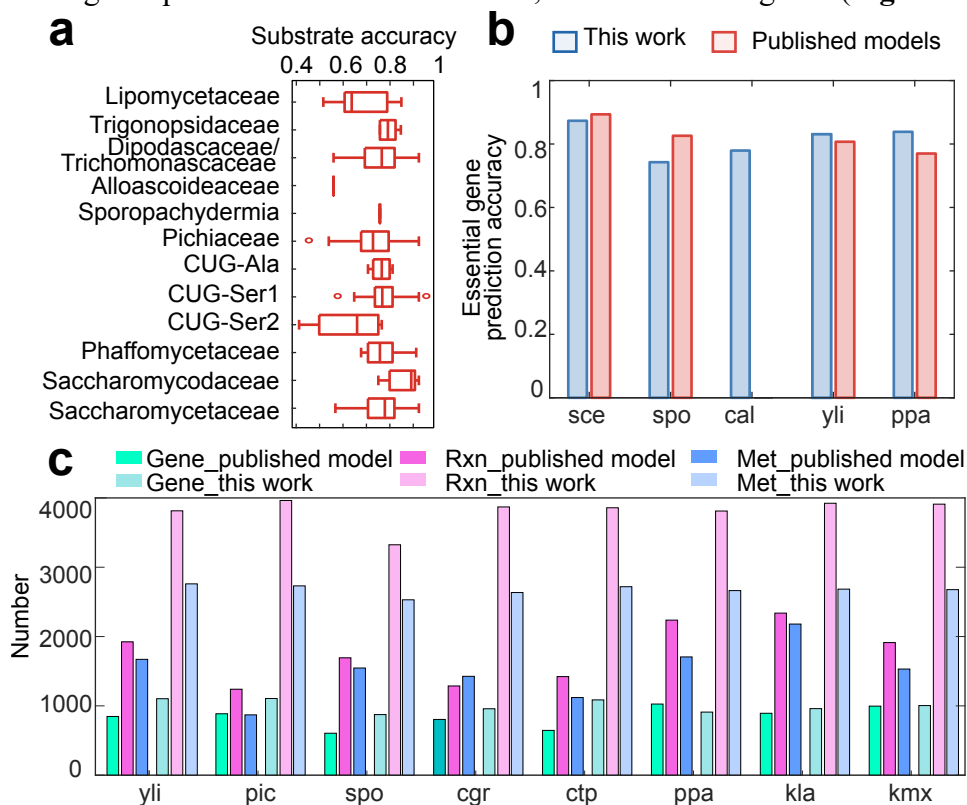 a
Substrate accuracy
0.4 0.6 0.8 1
Lipomycetaceae
Trigonopsidaceae
Dipodascaceae/
Trichomonascaceae
Alloascoideaceae
Sporopachydermia
Pichiaceae
CUG-Ala
CUG-Ser1
CUG-Ser2
Phaffomycetaceae
Saccharomycodaceae
Saccharomycetaceae
b
This work Published models
Essential gene
prediction accuracy
1
0.8
0.6
0.4
0.2
0
sce spo cal yli ppa
c
Gene_published model Rxn_published model Met_published model
Gene_this work Rxn_this work Met_this work
Number
4000
3000
2000
1000
0
yli pic spo cgr ctp ppa kla kmx